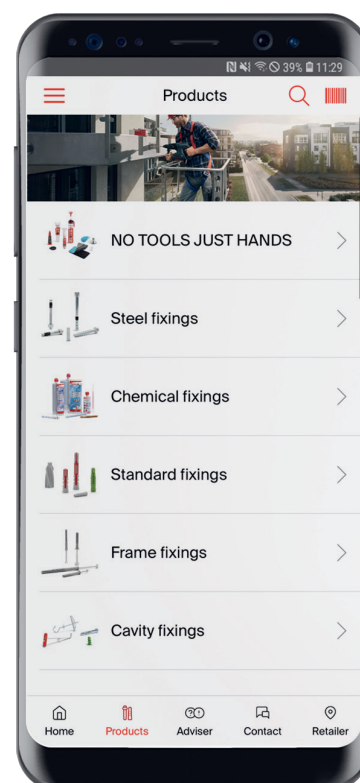 39% 11:29
Products
NO TOOLS JUST HANDS
Steel fixings
Chemical fixings
Standard fixings
Frame fixings
Cavity fixings
Home Products Adviser Contact Retailer